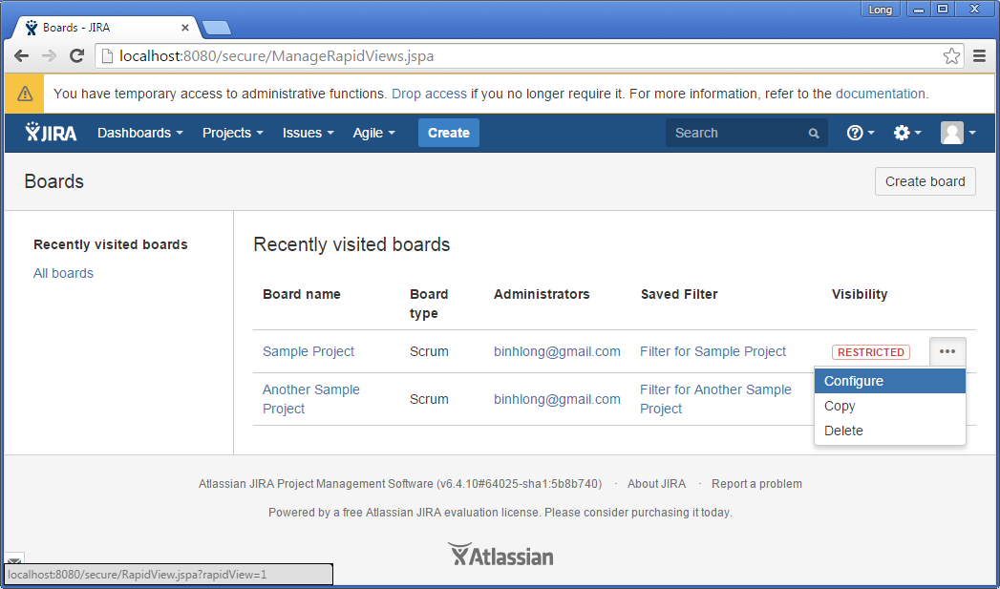 Long
Boards - JIRA
localhost:8080/secure/ManageRapidViews.jspa
You have temporary access to administrative functions. Drop access if you no longer require it. For more information, refer to the documentation.
JIRA Dashboards Projects Issues Agile Create Search
Boards
Create board
Recently visited boards
All boards
Recently visited boards
Board name Board type Administrators Saved Filter Visibility
Sample Project Scrum binhlong@gmail.com Filter for Sample Project RESTRICTED
Another Sample Project Scrum binhlong@gmail.com Filter for Another Sample Project
Configure
Copy
Delete
Atlassian JIRA Project Management Software (v6.4.10#64025-sha1:5b8b740) · About JIRA · Report a problem
Powered by a free Atlassian JIRA evaluation license. Please consider purchasing it today.
Atlassian
localhost:8080/secure/RapidView.jspa?rapidView=1